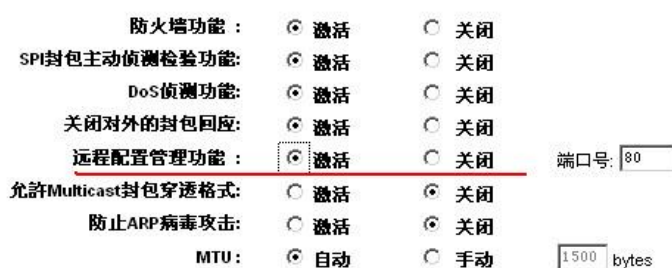 防火墙功能 : 激活 关闭
SPI封包主动侦测检验功能: 激活 关闭
DoS侦测功能: 激活 关闭
关闭对外的封包回应: 激活 关闭
远程配置管理功能 : 激活 关闭 端口号: 80
允許Multicast封包穿透格式: 激活 关闭
防止ARP病毒攻击: 激活 关闭
MTU : 自动 手动 1500 bytes